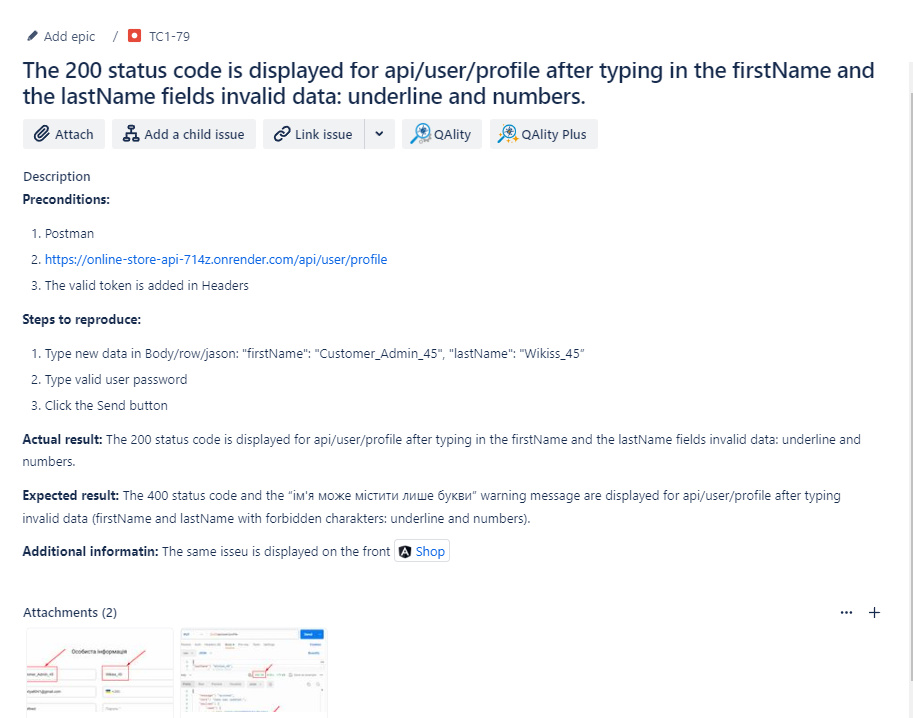 Add epic / TC1-79
The 200 status code is displayed for api/user/profile after typing in the firstName and
the lastName fields invalid data: underline and numbers.
Attach Add a child issue Link issue QAlity QAlity Plus
Description
Preconditions:
1. Postman
2. https://online-store-api-714z.onrender.com/api/user/profile
3. The valid token is added in Headers
Steps to reproduce:
1. Type new data in Body/row/jason: "firstName": "Customer_Admin_45", "lastName": "Wikiss_45"
2. Type valid user password
3. Click the Send button
Actual result: The 200 status code is displayed for api/user/profile after typing in the firstName and the lastName fields invalid data: underline and
numbers.
Expected result: The 400 status code and the “ім'я може містити лише букви” warning message are displayed for api/user/profile after typing
invalid data (firstName and lastName with forbidden charakters: underline and numbers).
Additional informatin: The same isseu is displayed on the front Shop
Attachments (2)
Особиста інформація